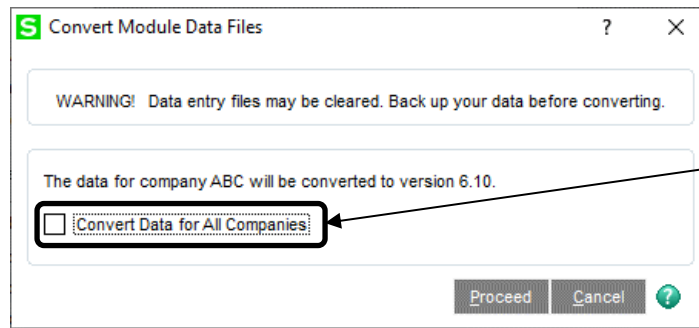 S Convert Module Data Files ? X
WARNING! Data entry files may be cleared. Back up your data before converting.
The data for company ABC will be converted to version 6.10.
Convert Data for All Companies
Proceed Cancel ?